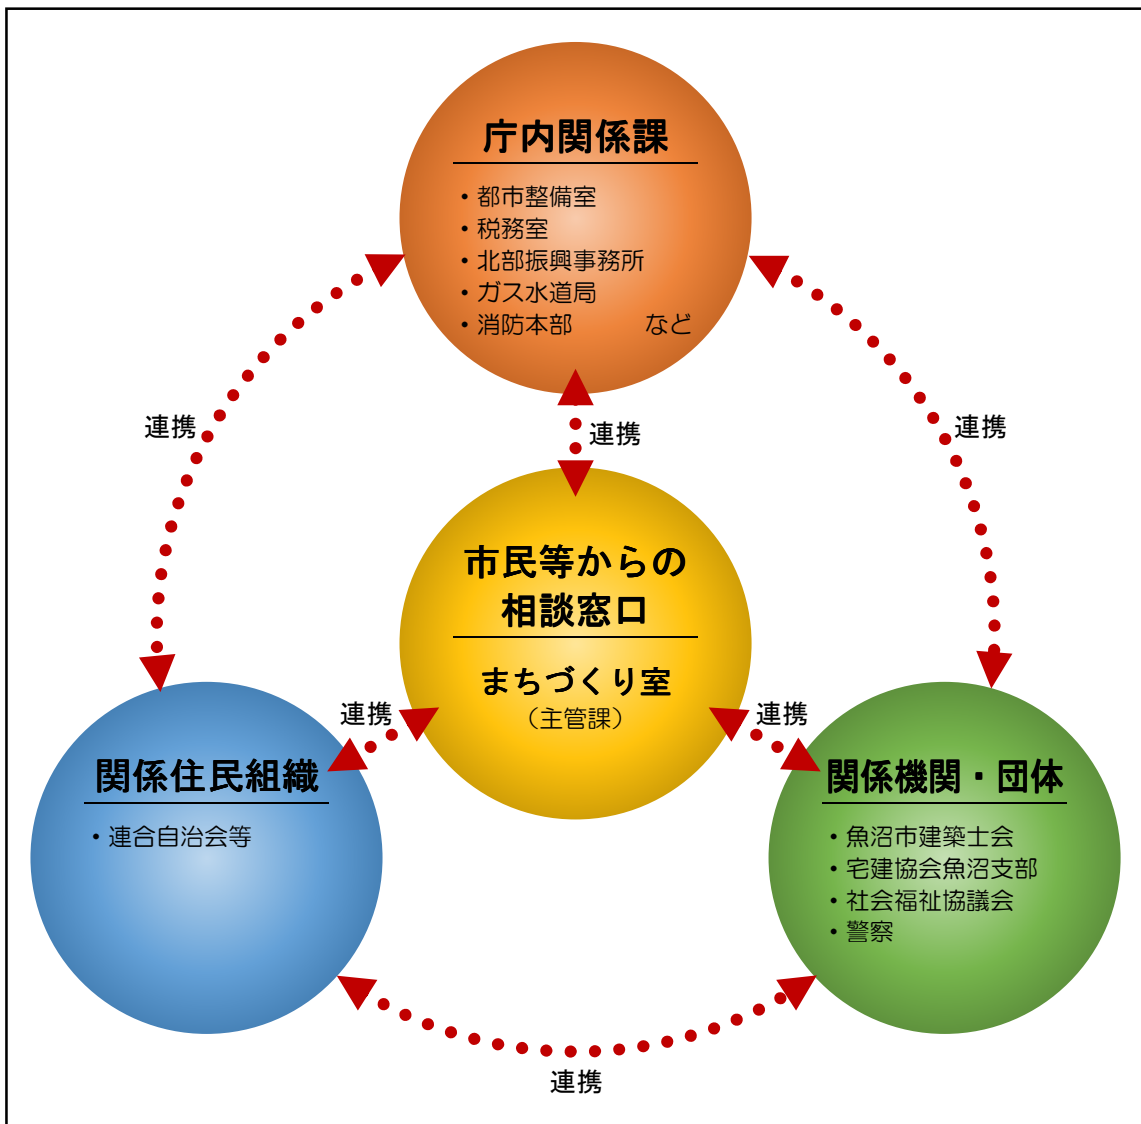 庁内関係課
・都市整備室
・税務室
・北部振興事務所
・ガス水道局
・消防本部　　　など
連携
連携
連携
市民等からの
相談窓口
まちづくり室
（主管課）
連携
連携
関係住民組織
・連合自治会等
関係機関・団体
・魚沼市建築士会
・宅建協会魚沼支部
・社会福祉協議会
・警察
連携